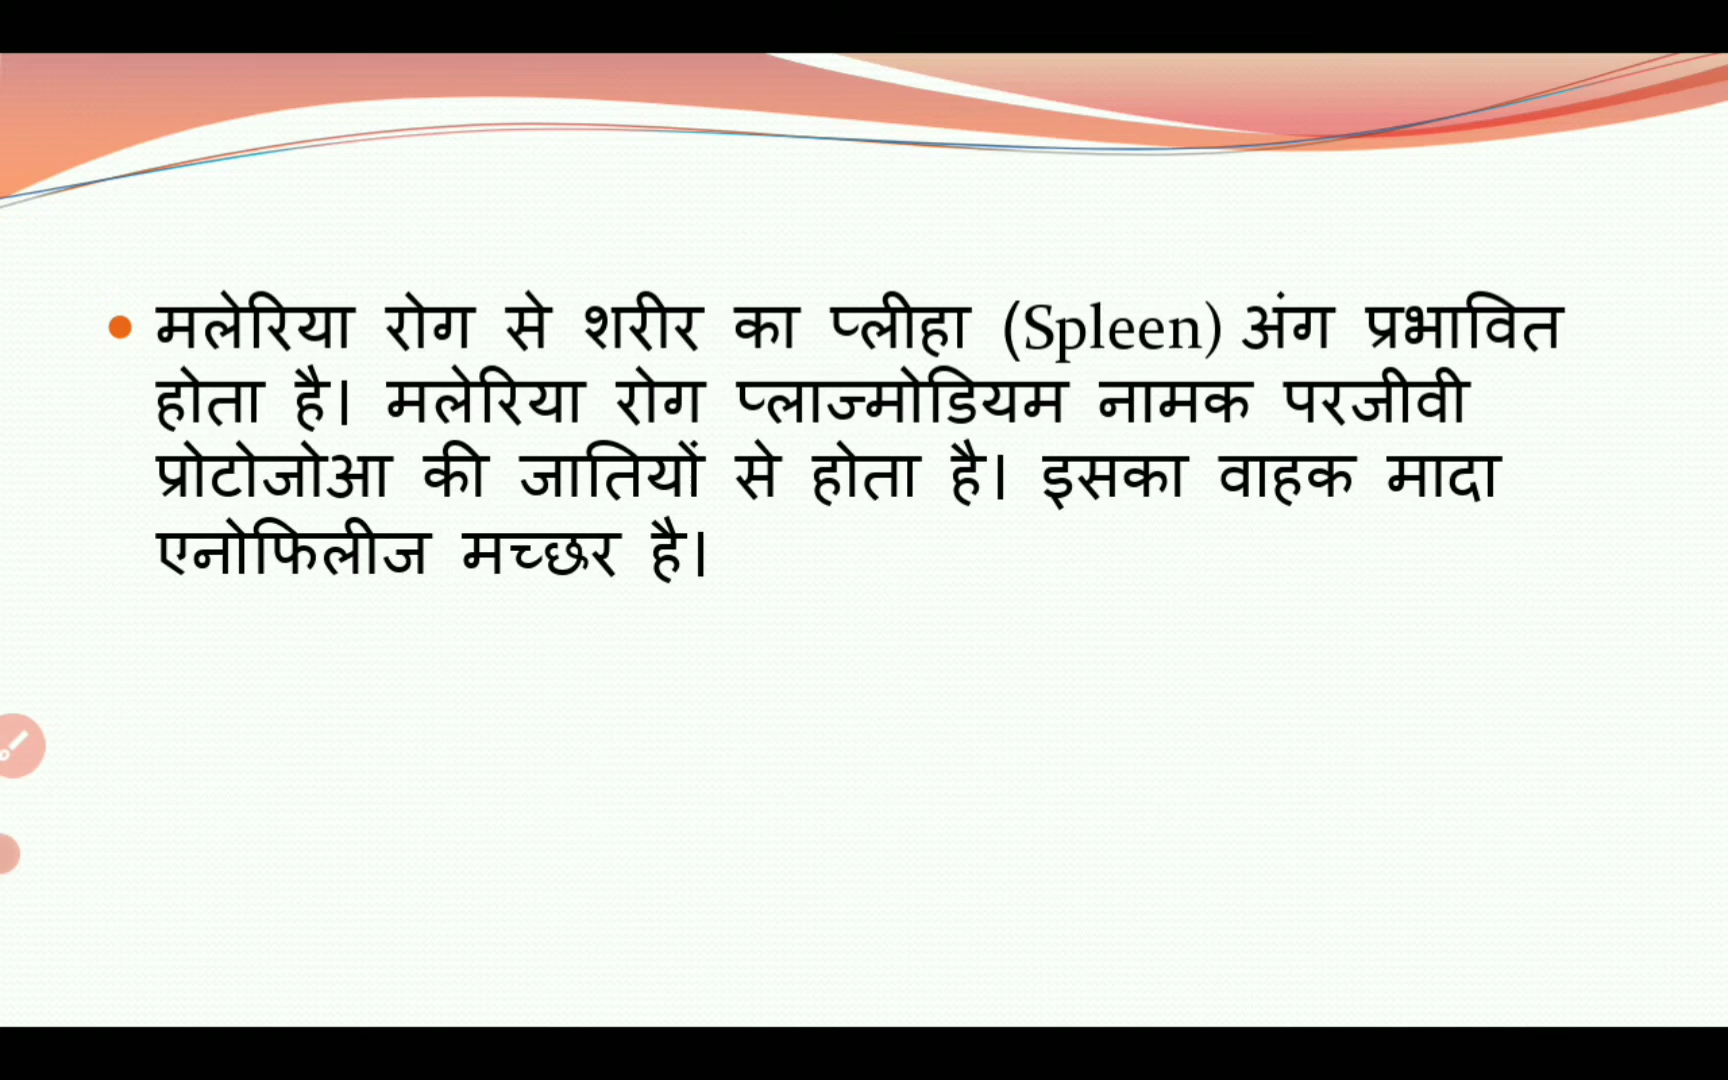 मलेरिया रोग से शरीर का प्लीहा (Spleen) अंग प्रभावित
होता है। मलेरिया रोग प्लाज्मोडियम नामक परजीवी
प्रोटोजोआ की जातियों से होता है। इसका वाहक मादा
एनोफिलीज मच्छर है।